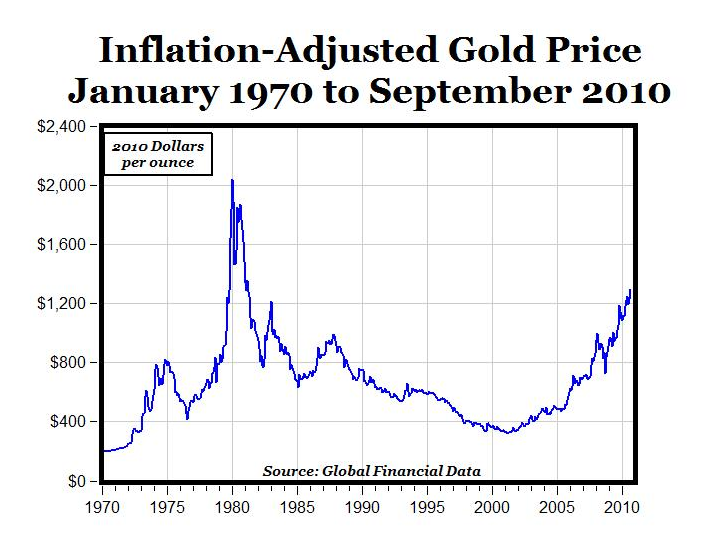 Inflation-Adjusted Gold Price
January 1970 to September 2010
$2,400
2010 Dollars
per ounce
$2,000
$1,600
$1,200
$800
$400
$0
Source: Global Financial Data
1970 1975 1980 1985 1990 1995 2000 2005 2010